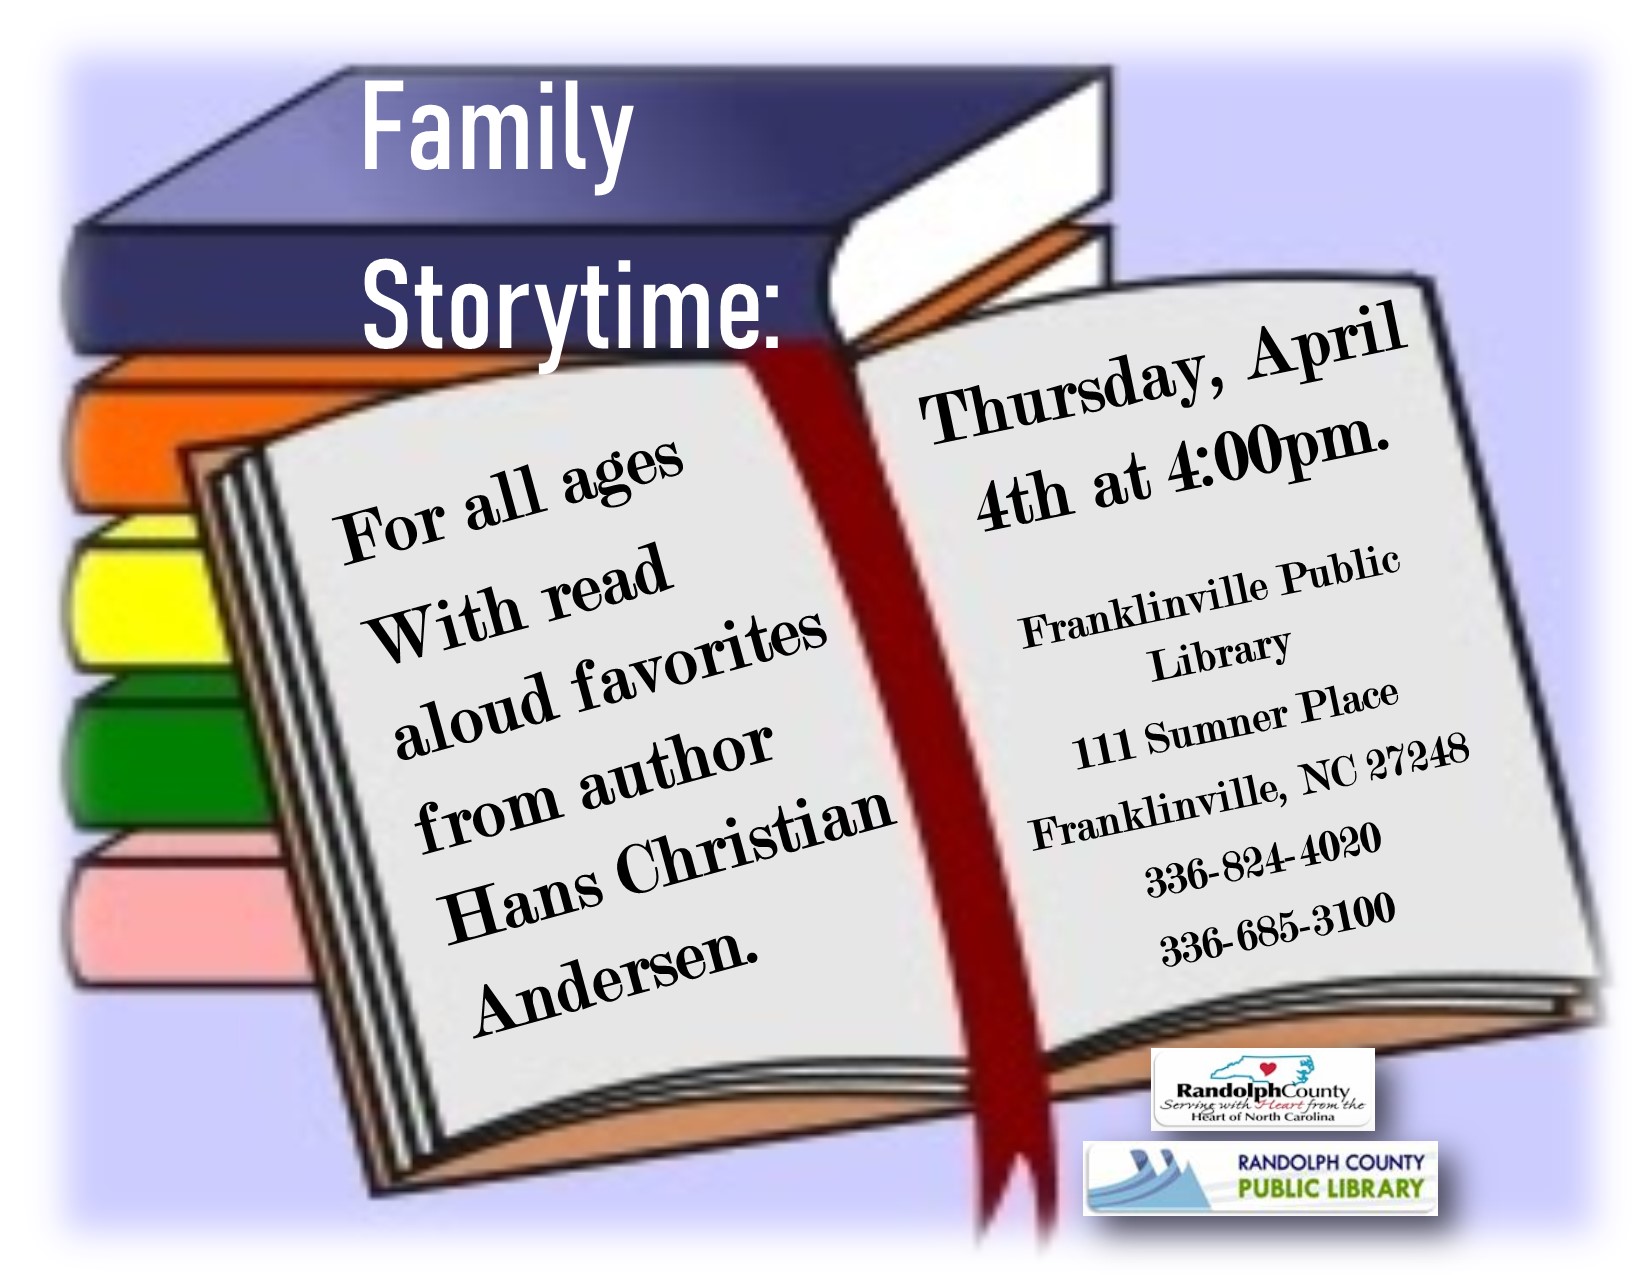 Family
Storytime:
For all ages
With read
aloud favorites
from author
Hans Christian
Andersen.
Thursday, April
4th at 4:00pm.
Franklinville Public
Library
111 Sumner Place
Franklinville, NC 27248
336-824-4020
336-685-3100
RandolphCounty
Serving with Heart from the
Heart of North Carolina
RANDOLPH COUNTY
PUBLIC LIBRARY